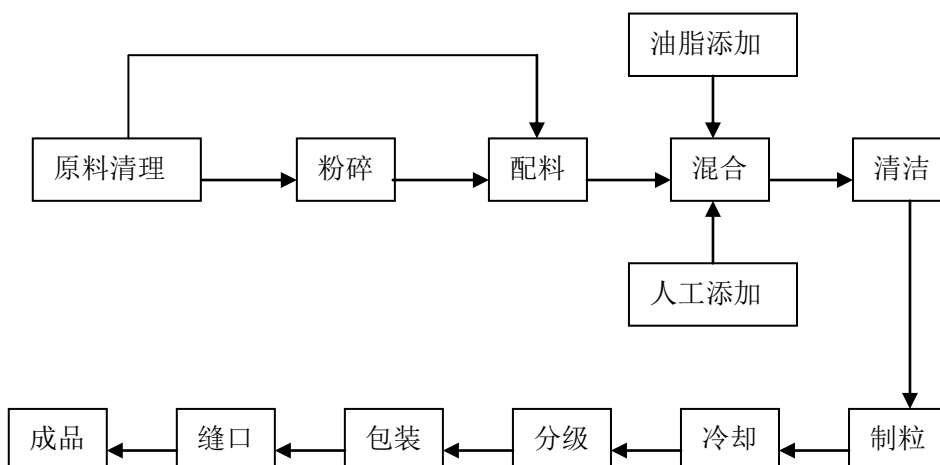 油脂添加
原料清理
粉碎
配料
混合
清洁
人工添加
成品
缝口
包装
分级
冷却
制粒